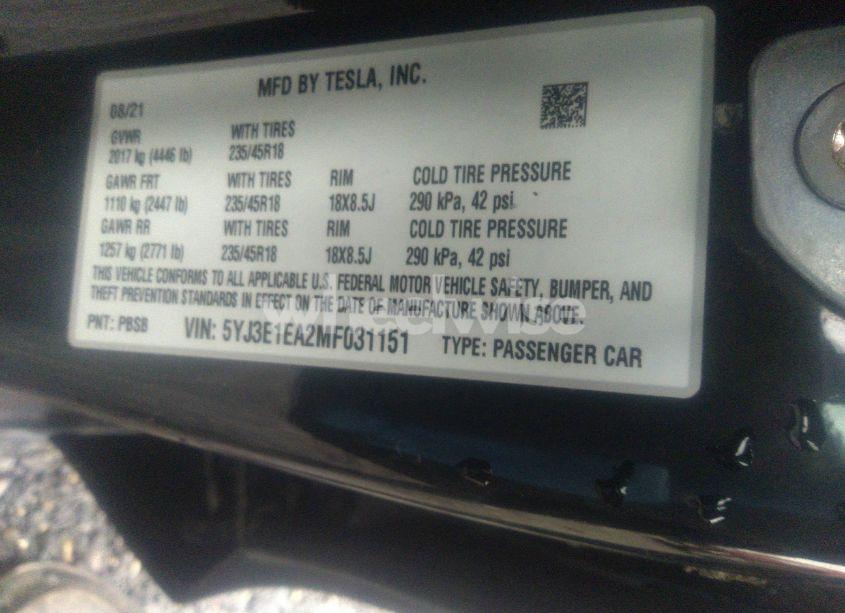 MFD BY TESLA, INC.
08/21
GVWR WITH TIRES
2017 kg (4446 lb) 235/45R18
GAWR FRT WITH TIRES RIM COLD TIRE PRESSURE
1110 kg (2447 lb) 235/45R18 18X8.5J 290 kPa, 42 psi
GAWR RR WITH TIRES RIM COLD TIRE PRESSURE
1257 kg (2771 lb) 235/45R18 18X8.5J 290 kPa, 42 psi
THIS VEHICLE CONFORMS TO ALL APPLICABLE U.S. FEDERAL MOTOR VEHICLE SAFETY, BUMPER, AND
THEFT PREVENTION STANDARDS IN EFFECT ON THE DATE OF MANUFACTURE SHOWN ABOVE.
PNT: PBSB VIN: 5YJ3E1EA2MF031151 TYPE: PASSENGER CAR
wheelwise